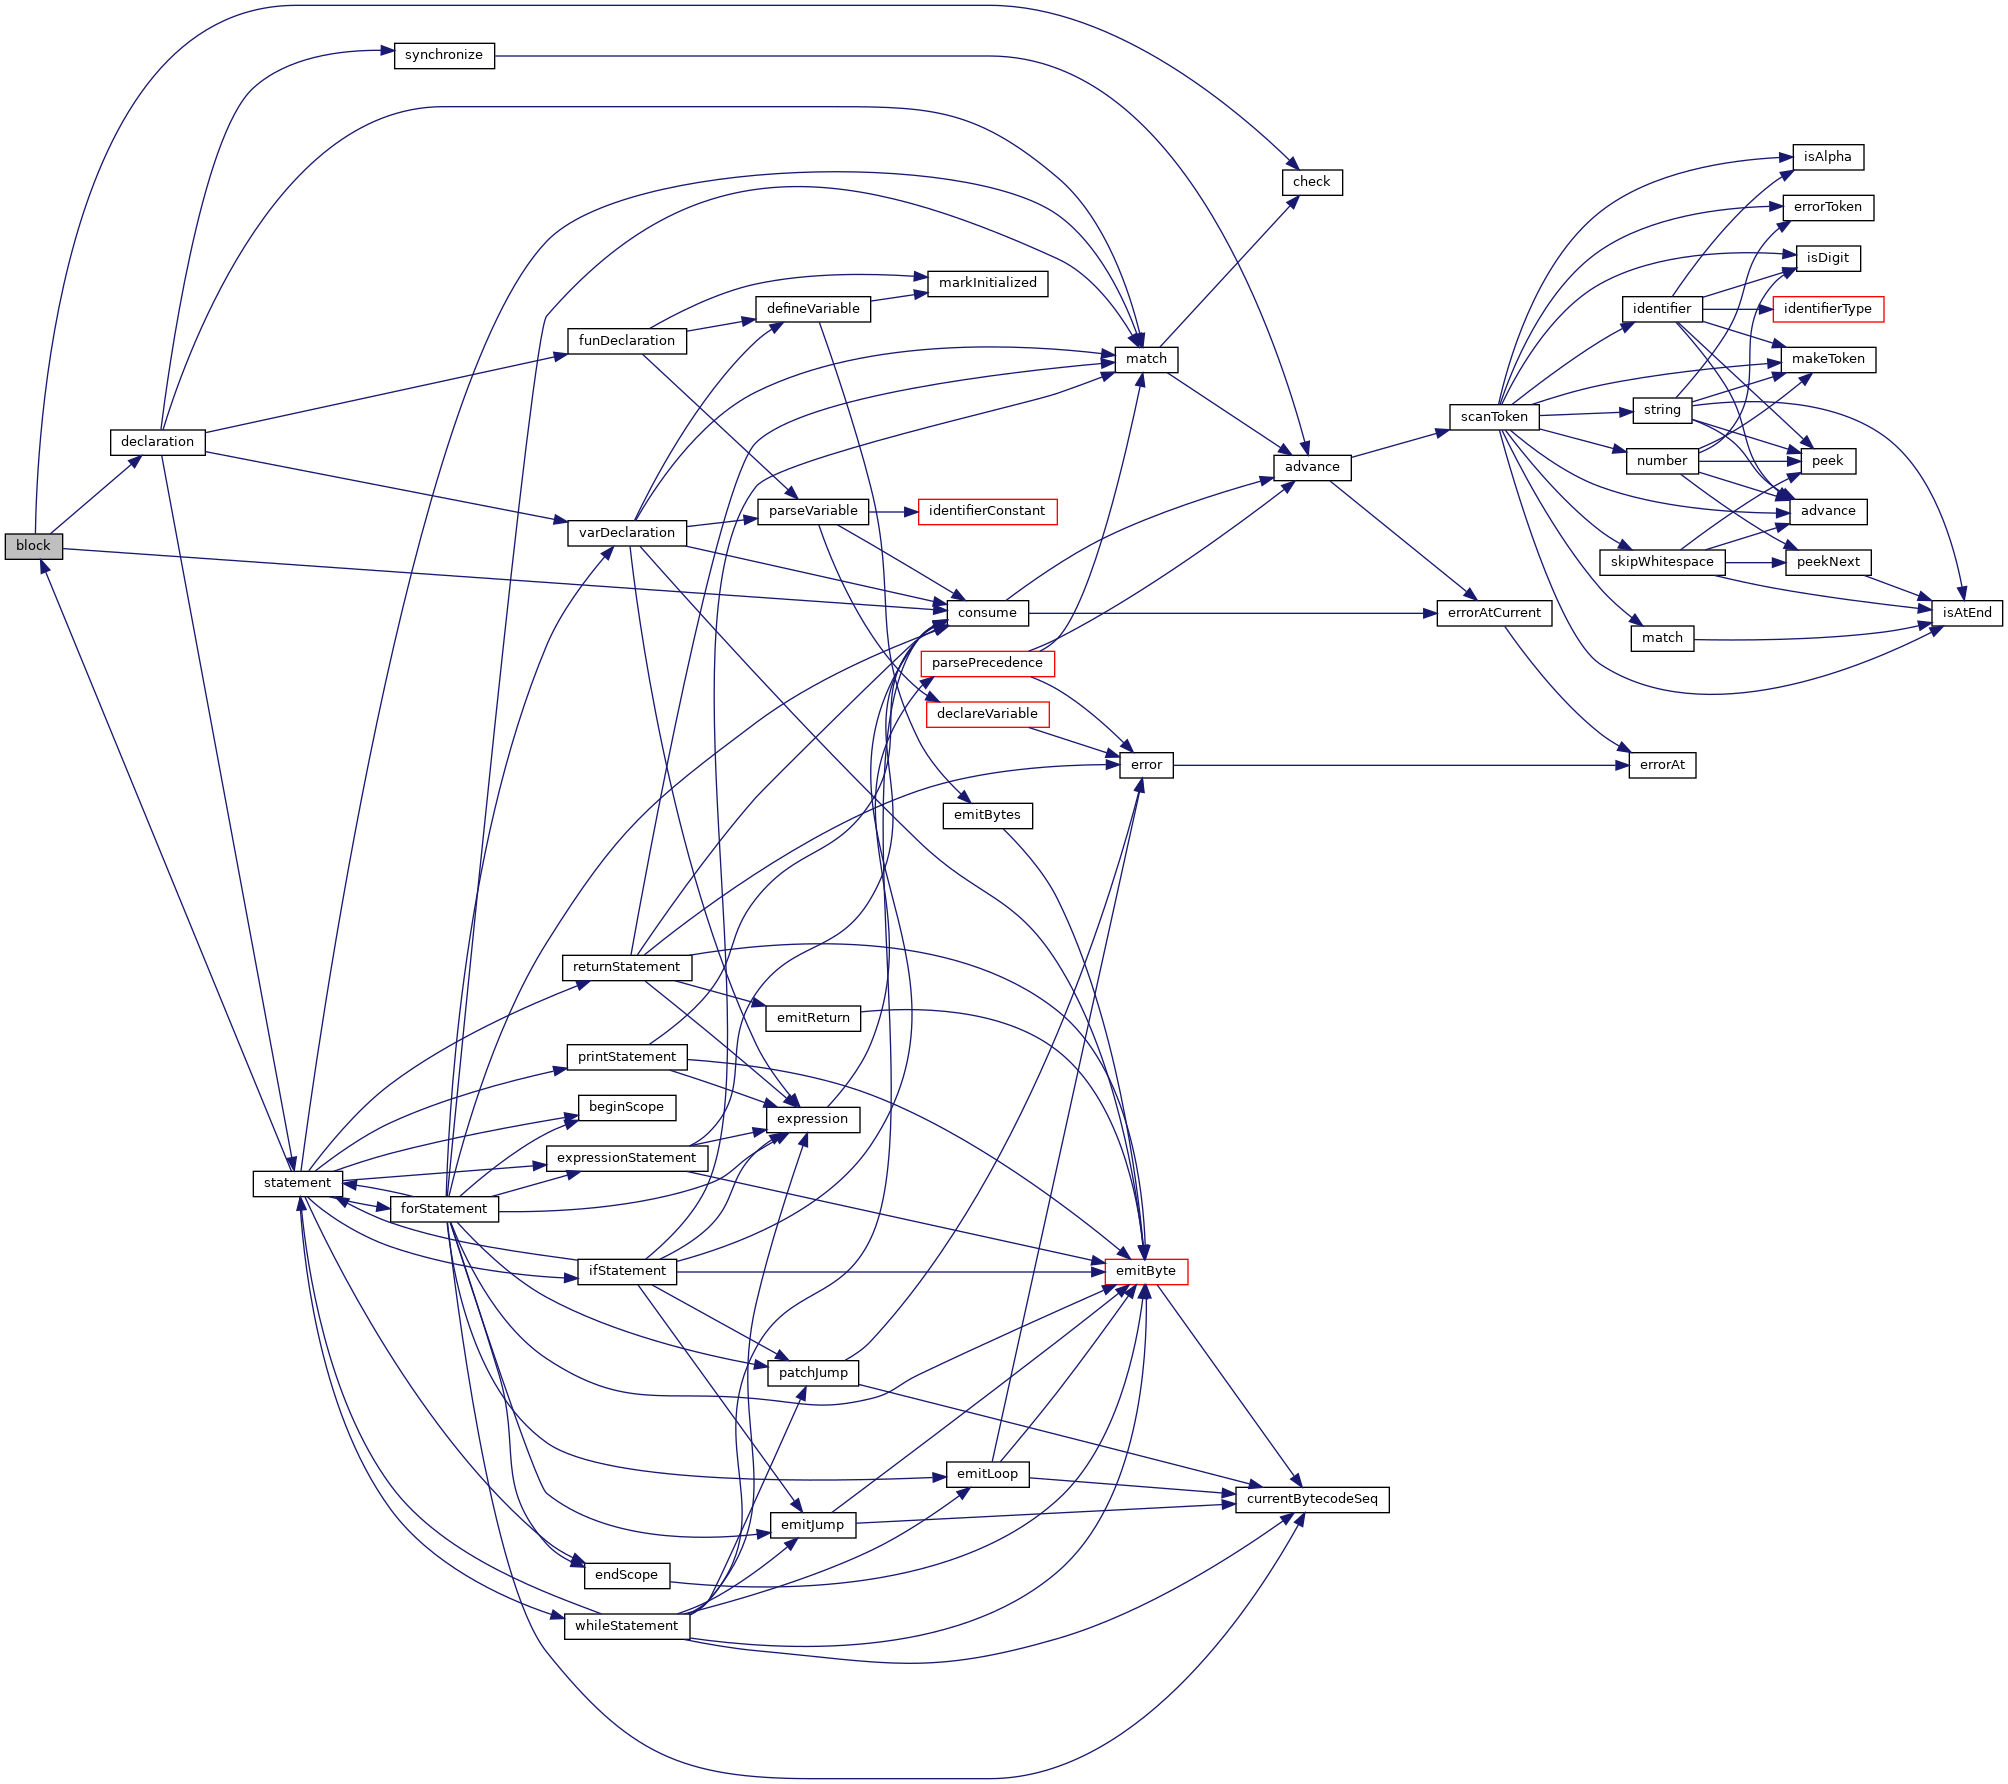 synchronize
isAlpha
check
errorToken
isDigit
markInitialized
defineVariable
identifier
identifierType
funDeclaration
match
makeToken
scanToken
string
declaration
number
peek
advance
parseVariable
identifierConstant
advance
varDeclaration
block
skipWhitespace
peekNext
consume
errorAtCurrent
isAtEnd
match
parsePrecedence
declareVariable
error
errorAt
emitBytes
returnStatement
emitReturn
printStatement
beginScope
expression
expressionStatement
statement
forStatement
ifStatement
emitByte
patchJump
emitLoop
currentBytecodeSeq
emitJump
endScope
whileStatement